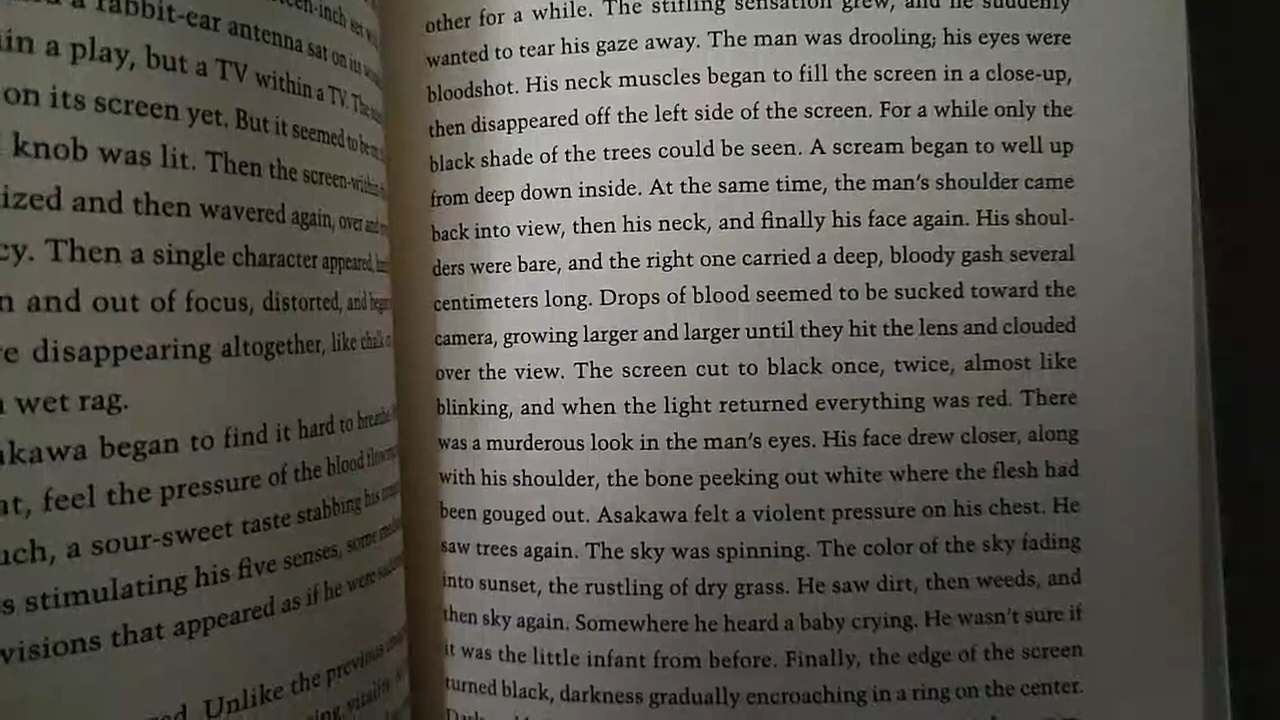 a rabbit-ear antenna sat on its
in a play, but a TV within a TV. The
on its screen yet. But it seemed to be
knob was lit. Then the screen-within
ized and then wavered again, over and
cy. Then a single character appeared,
n and out of focus, distorted, and began
e disappearing altogether, like chalk
wet rag.
akawa began to find it hard to breathe
feel the pressure of the blood
uch, a sour-sweet taste stabbing his
s stimulating his five senses, some
visions that appeared as if he were
Unlike the previous
vitality
other for a while. The stifling sensation grew, and he suddenly
wanted to tear his gaze away. The man was drooling; his eyes were
bloodshot. His neck muscles began to fill the screen in a close-up,
then disappeared off the left side of the screen. For a while only the
black shade of the trees could be seen. A scream began to well up
from deep down inside. At the same time, the man's shoulder came
back into view, then his neck, and finally his face again. His shoul-
ders were bare, and the right one carried a deep, bloody gash several
centimeters long. Drops of blood seemed to be sucked toward the
camera, growing larger and larger until they hit the lens and clouded
over the view. The screen cut to black once, twice, almost like
blinking, and when the light returned everything was red. There
was a murderous look in the man's eyes. His face drew closer, along
with his shoulder, the bone peeking out white where the flesh had
been gouged out. Asakawa felt a violent pressure on his chest. He
saw trees again. The sky was spinning. The color of the sky fading
into sunset, the rustling of dry grass. He saw dirt, then weeds, and
then sky again. Somewhere he heard a baby crying. He wasn't sure if
it was the little infant from before. Finally, the edge of the screen
turned black, darkness gradually encroaching in a ring on the center.